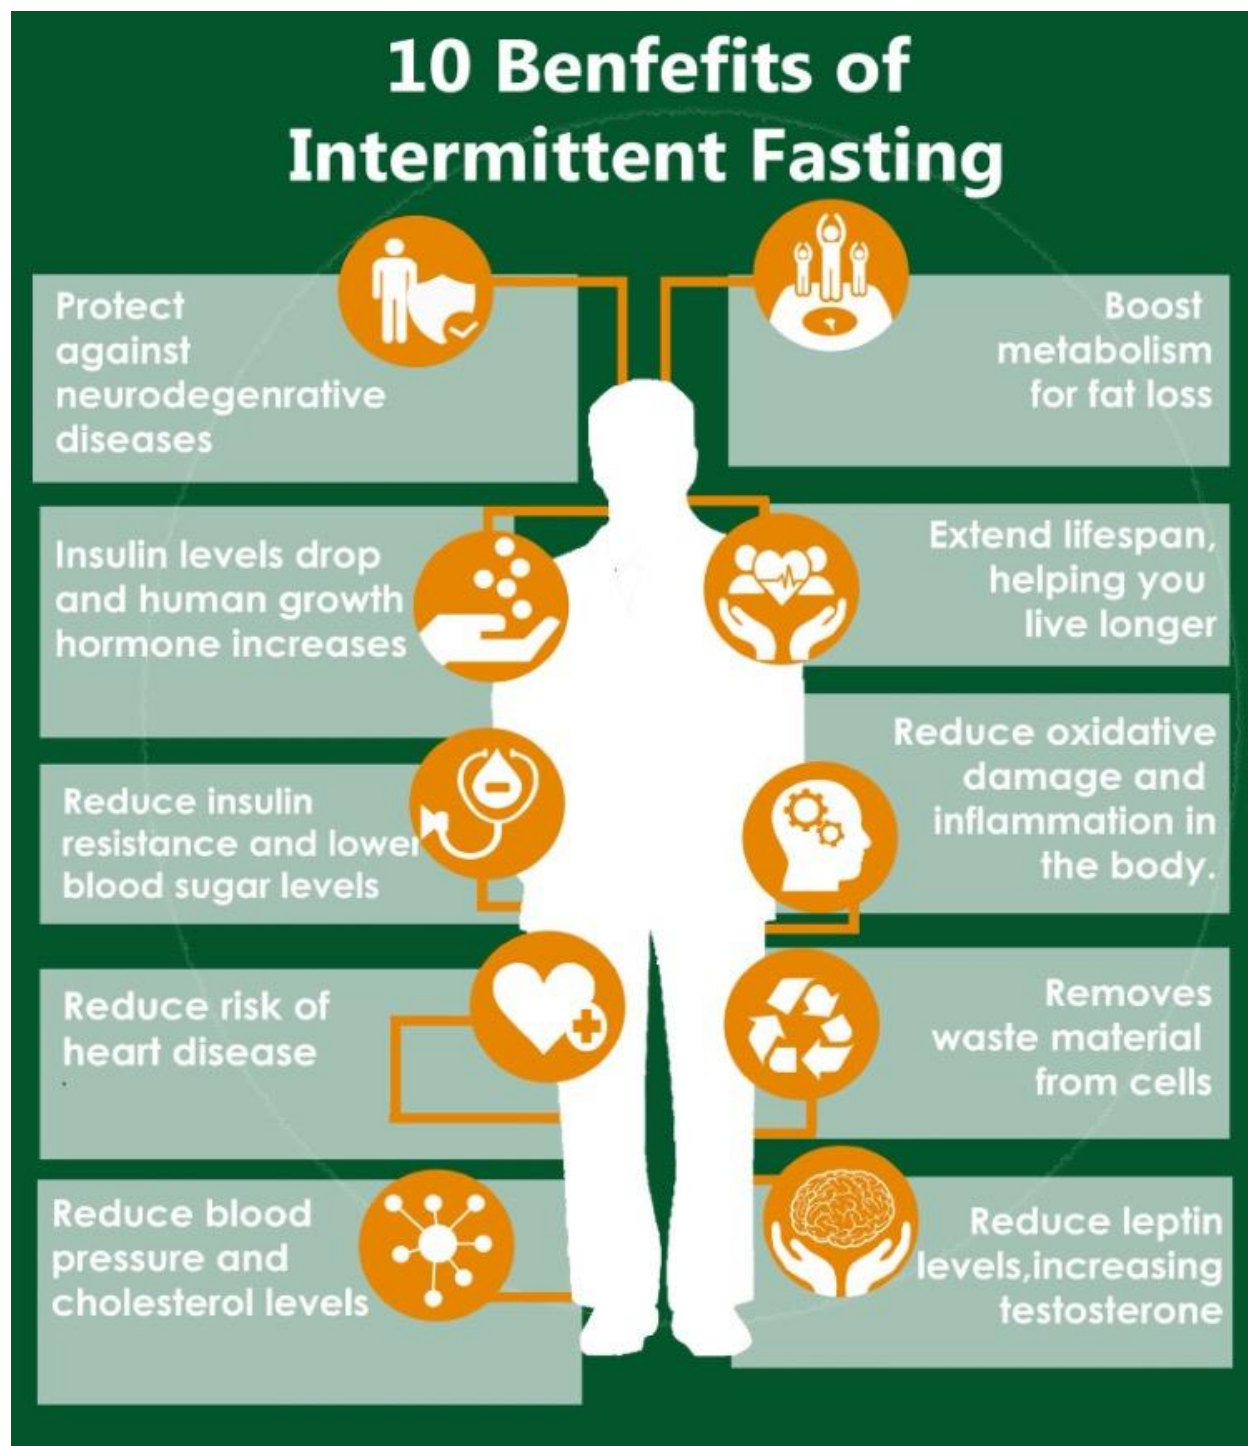 10 Benfefits of
Intermittent Fasting
Protect
against
neurodegenrative
diseases
Boost
metabolism
for fat loss
Insulin levels drop
and human growth
hormone increases
Extend lifespan,
helping you
live longer
Reduce insulin
resistance and lower
blood sugar levels
Reduce oxidative
damage and
inflammation in
the body.
Reduce risk of
heart disease
Removes
waste material
from cells
Reduce blood
pressure and
cholesterol levels
Reduce leptin
levels,increasing
testosterone